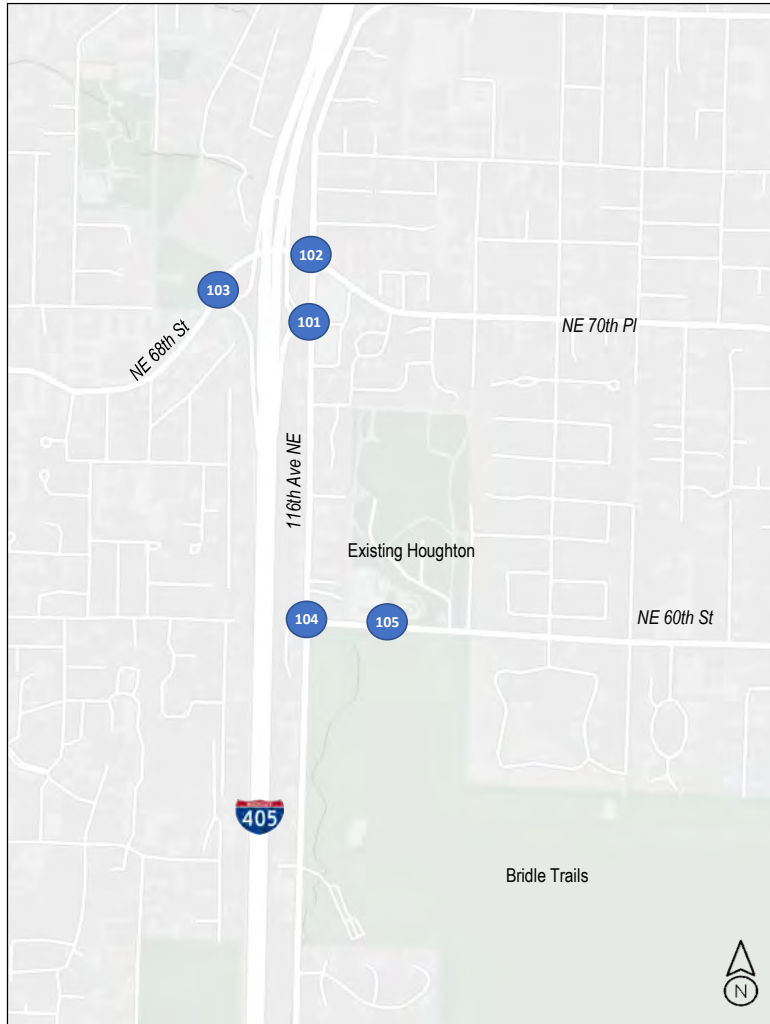 102
103
101
NE 68th St
NE 70th Pl
116th Ave NE
Existing Houghton
104
105
NE 60th St
405
Bridle Trails
N